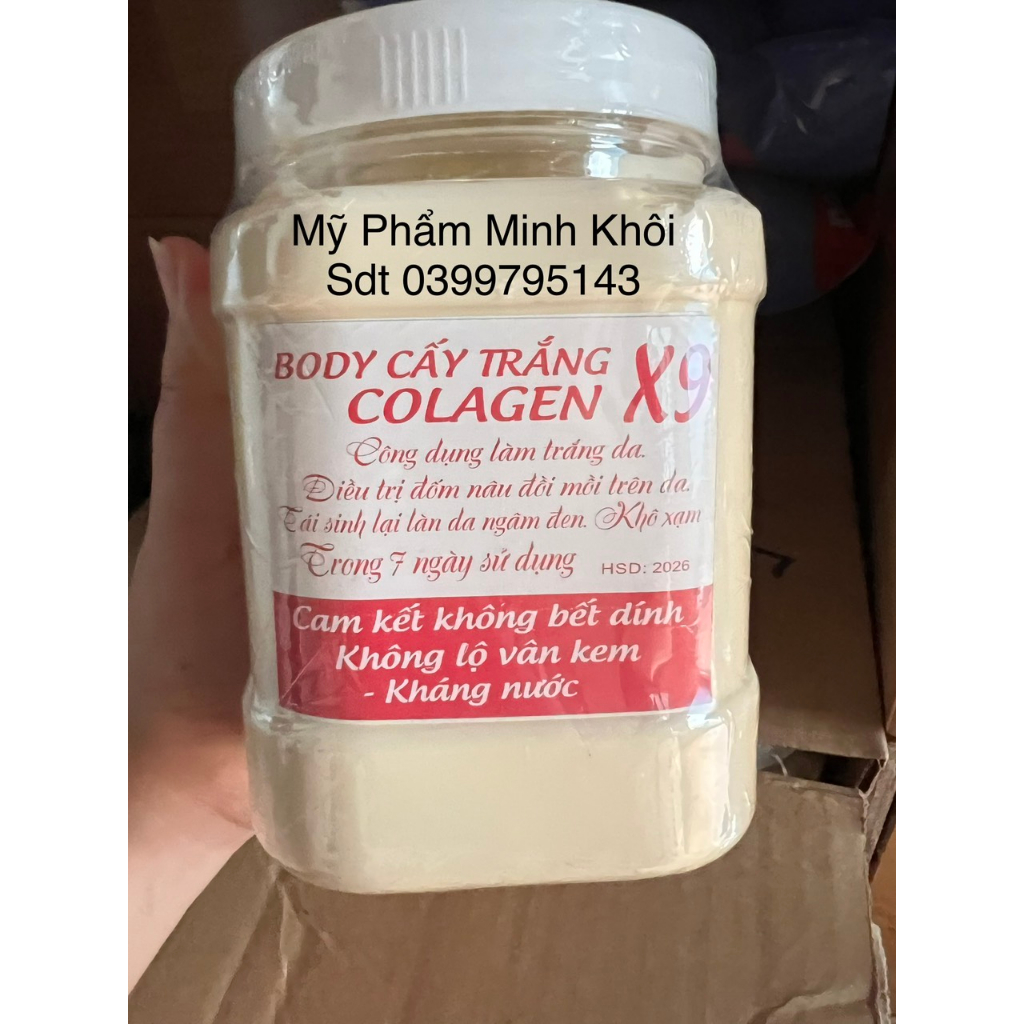 Mỹ Phẩm Minh Khôi
Sdt 0399795143
BODY CẤY TRẮNG
COLAGEN X9
Công dụng làm trắng da.
Điều trị đốm nâu đồi mồi trên da.
Tái sinh lại làn da ngâm đen. Khô xạm
Trong 7 ngày sử dụng HSD: 2026
Cam kết không bết dính
Không lộ vân kem
- Kháng nước